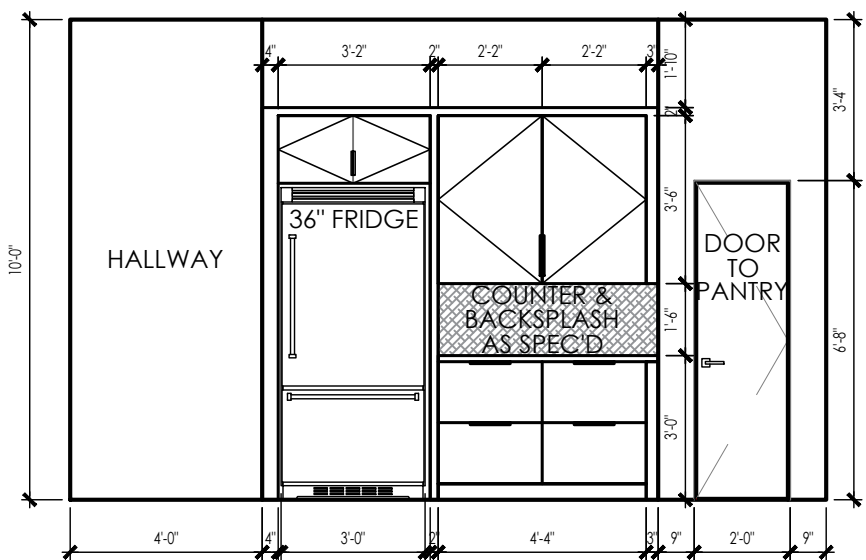 4" 3'-2" 2" 2'-2" 2'-2" 3"
1'-10"
2"
3'-4"
10'-0"
3'-6"
36" FRIDGE
HALLWAY
DOOR
TO
PANTRY
COUNTER &
BACKSPLASH
AS SPEC'D
1'-6"
6'-8"
3'-0"
4'-0" 4" 3'-0" 2" 4'-4" 3" 9" 2'-0" 9"